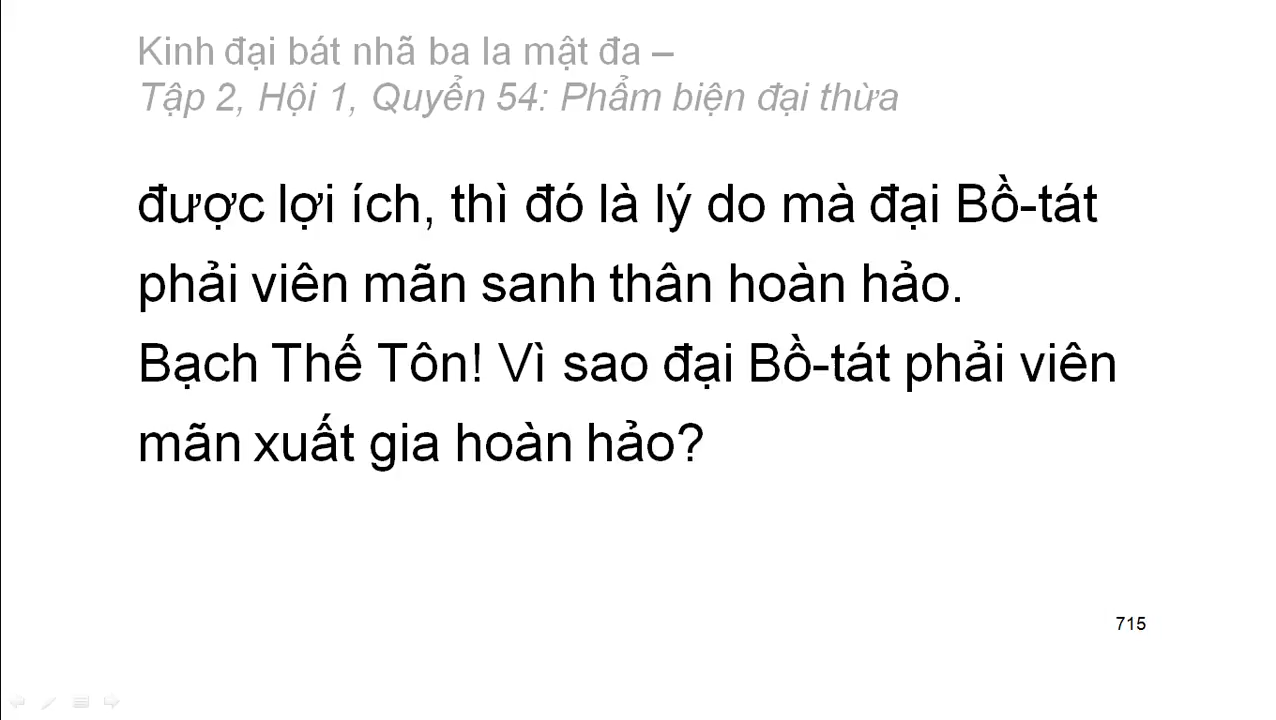 Kinh đại bát nhã ba la mật đa –
Tập 2, Hội 1, Quyển 54: Phẩm biện đại thừa
được lợi ích, thì đó là lý do mà đại Bồ-tát
phải viên mãn sanh thân hoàn hảo.
Bạch Thế Tôn! Vì sao đại Bồ-tát phải viên
mãn xuất gia hoàn hảo?
715